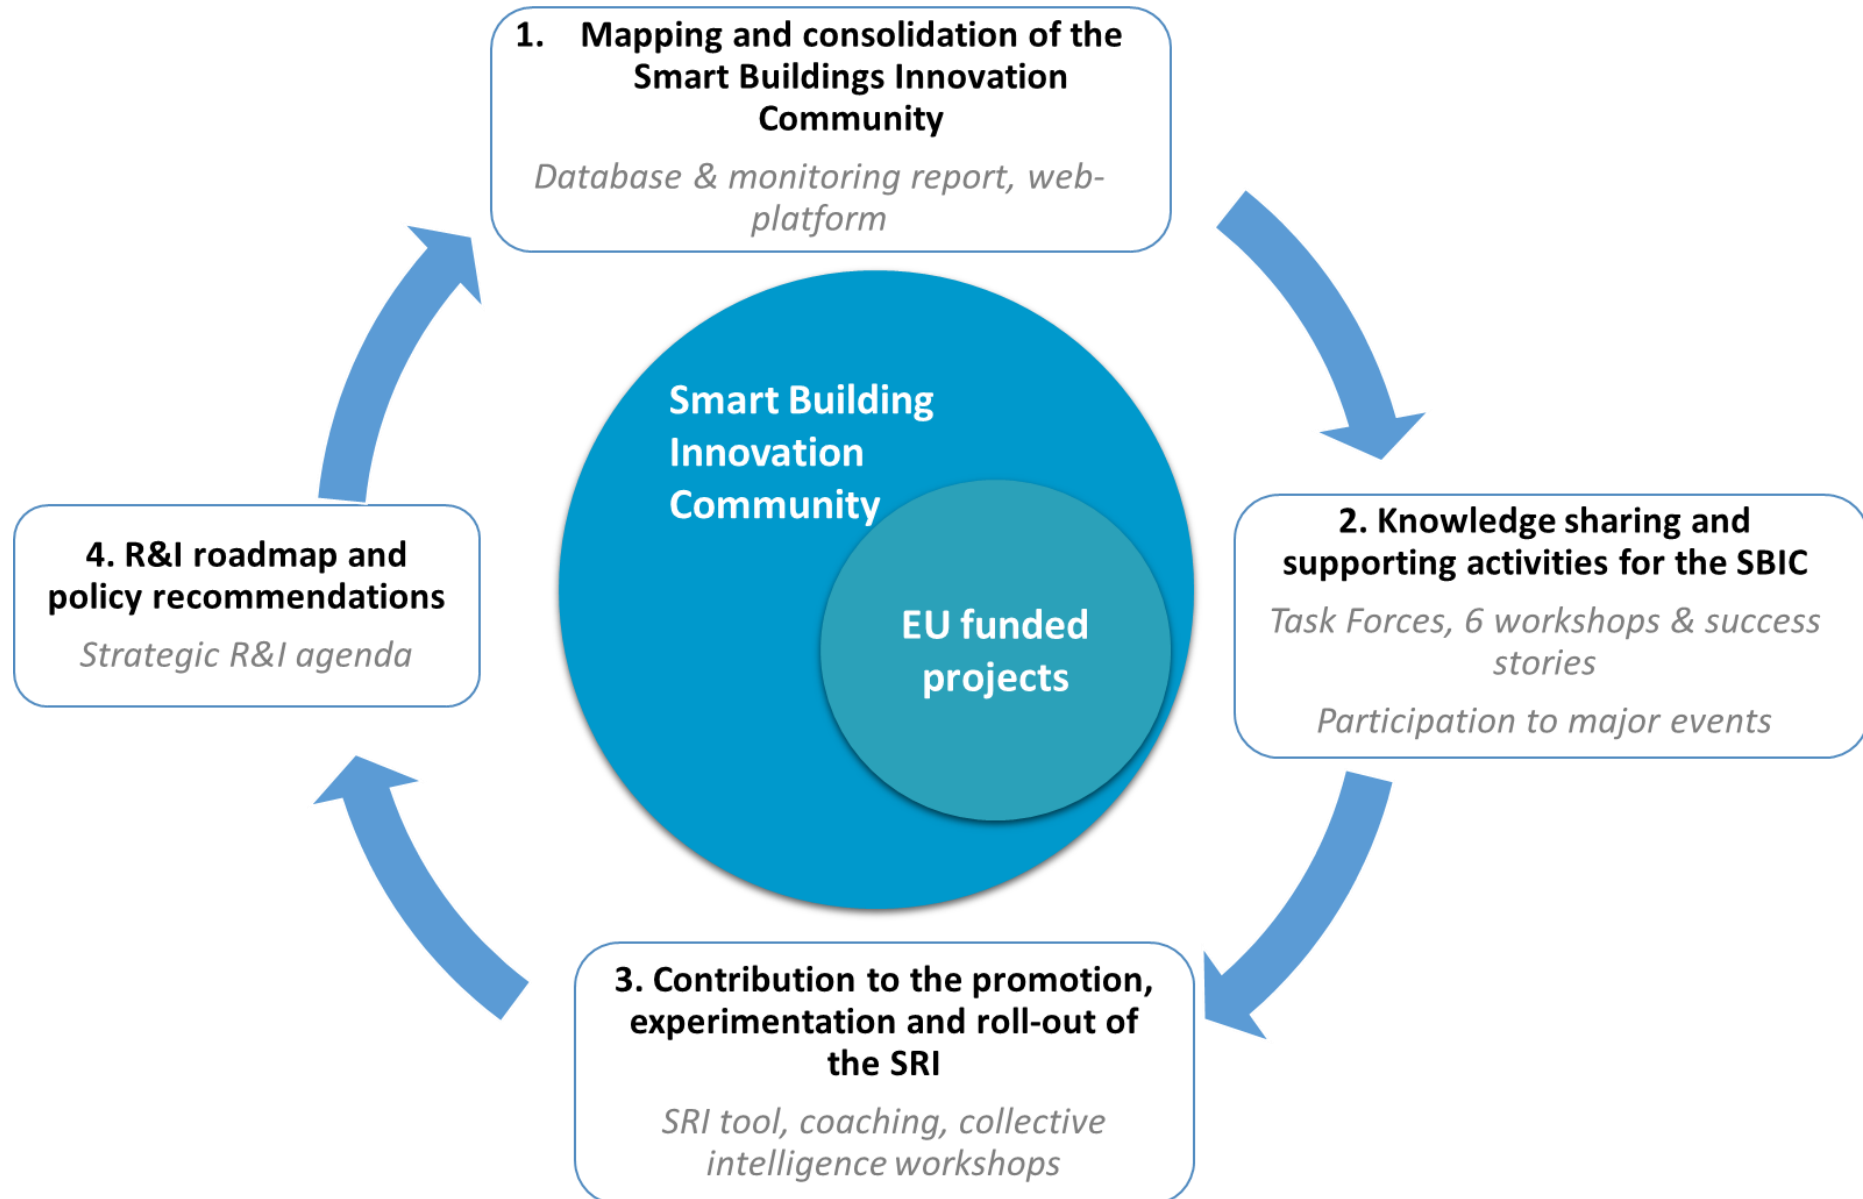 1. Mapping and consolidation of the
Smart Buildings Innovation
Community
Database & monitoring report, web-
platform
Smart Building
Innovation
Community
EU funded
projects
2. Knowledge sharing and
supporting activities for the SBIC
Task Forces, 6 workshops & success
stories
Participation to major events
3. Contribution to the promotion,
experimentation and roll-out of
the SRI
SRI tool, coaching, collective
intelligence workshops
4. R&I roadmap and
policy recommendations
Strategic R&I agenda